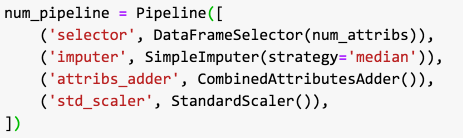 num_pipeline = Pipeline([
    ('selector', DataFrameSelector(num_attribs)),
    ('imputer', SimpleImputer(strategy='median')),
    ('attribs_adder', CombinedAttributesAdder()),
    ('std_scaler', StandardScaler()),
])